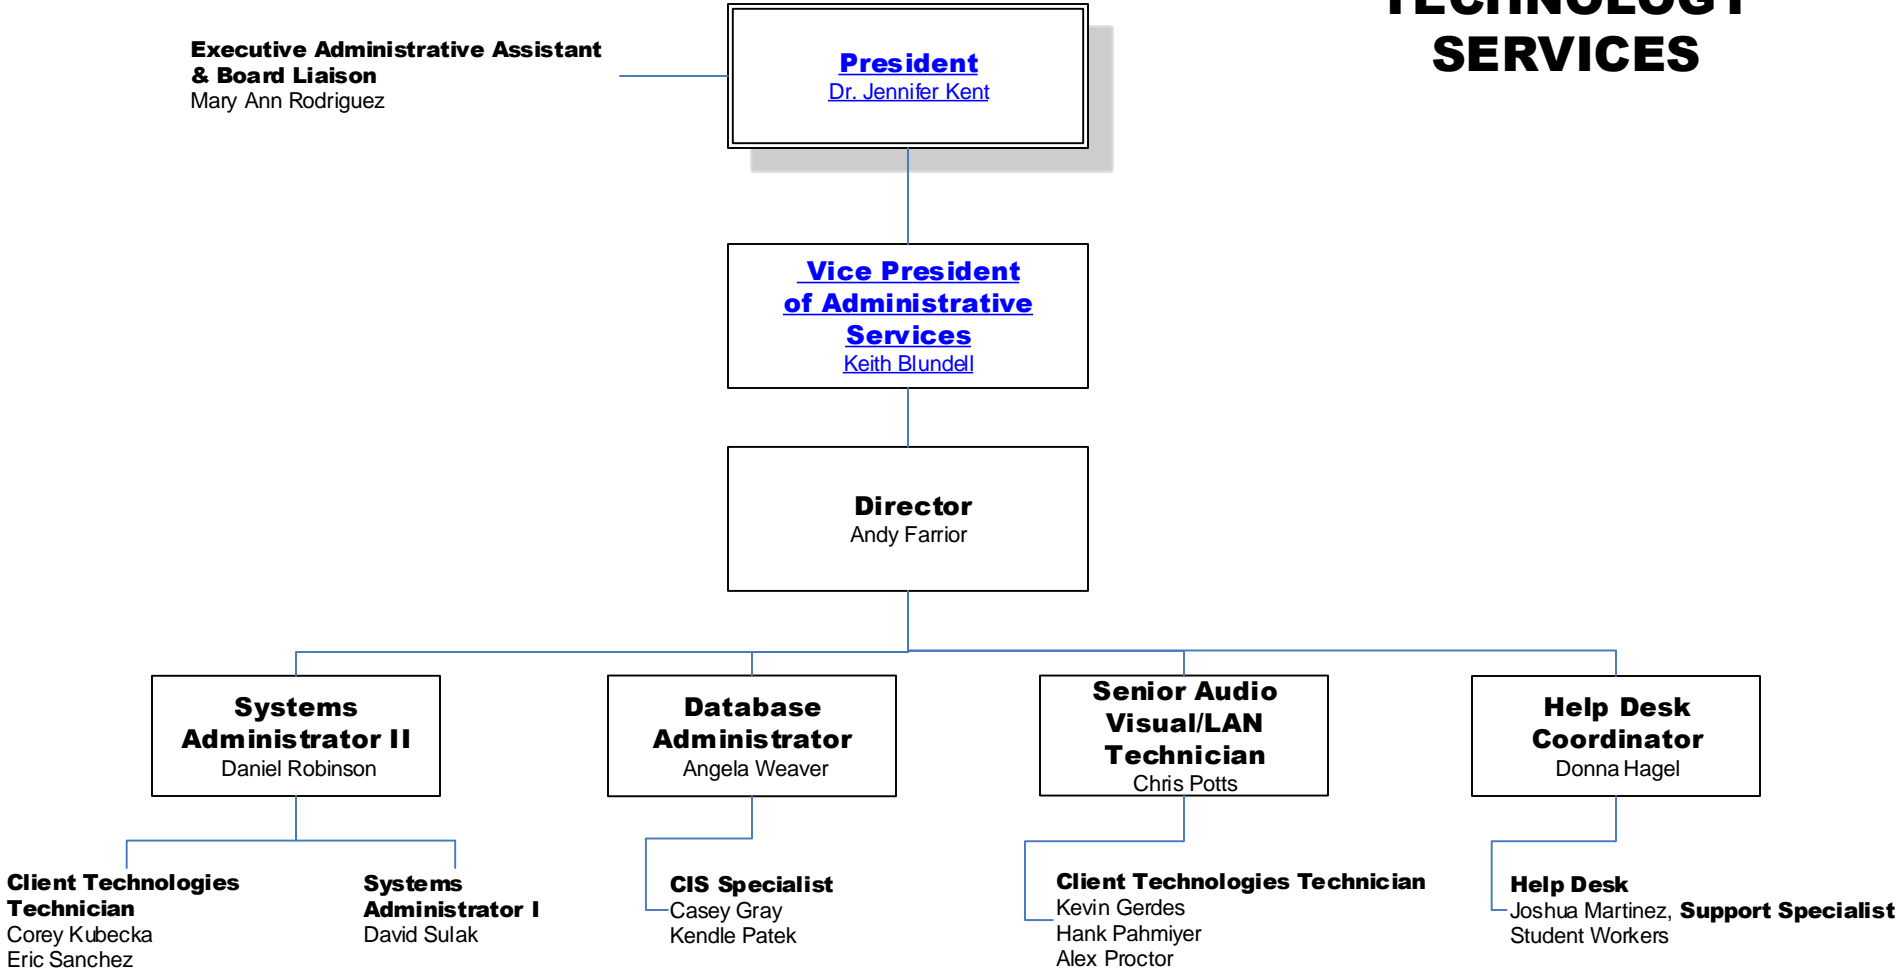 TECHNOLOGY
SERVICES
Executive Administrative Assistant
& Board Liaison
Mary Ann Rodriguez
President
Dr. Jennifer Kent
Vice President
of Administrative
Services
Keith Blundell
Director
Andy Farrior
Systems
Administrator II
Daniel Robinson
Database
Administrator
Angela Weaver
Senior Audio
Visual/LAN
Technician
Chris Potts
Help Desk
Coordinator
Donna Hagel
Client Technologies
Technician
Corey Kubecka
Eric Sanchez
Systems
Administrator I
David Sulak
CIS Specialist
Casey Gray
Kendle Patek
Client Technologies Technician
Kevin Gerdes
Hank Pahmiyer
Alex Proctor
Help Desk
Joshua Martinez, Support Specialist
Student Workers